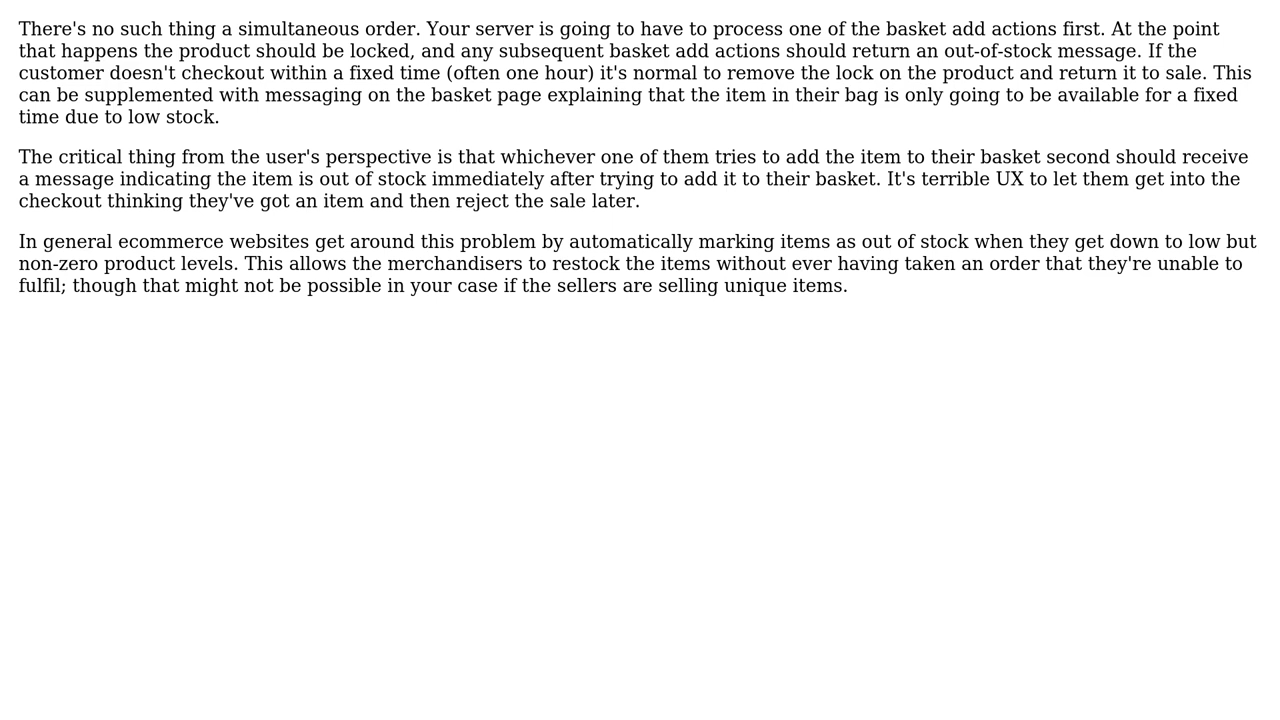 There's no such thing a simultaneous order. Your server is going to have to process one of the basket add actions first. At the point
that happens the product should be locked, and any subsequent basket add actions should return an out-of-stock message. If the
customer doesn't checkout within a fixed time (often one hour) it's normal to remove the lock on the product and return it to sale. This
can be supplemented with messaging on the basket page explaining that the item in their bag is only going to be available for a fixed
time due to low stock.
The critical thing from the user's perspective is that whichever one of them tries to add the item to their basket second should receive
a message indicating the item is out of stock immediately after trying to add it to their basket. It's terrible UX to let them get into the
checkout thinking they've got an item and then reject the sale later.
In general ecommerce websites get around this problem by automatically marking items as out of stock when they get down to low but
non-zero product levels. This allows the merchandisers to restock the items without ever having taken an order that they're unable to
fulfil; though that might not be possible in your case if the sellers are selling unique items.